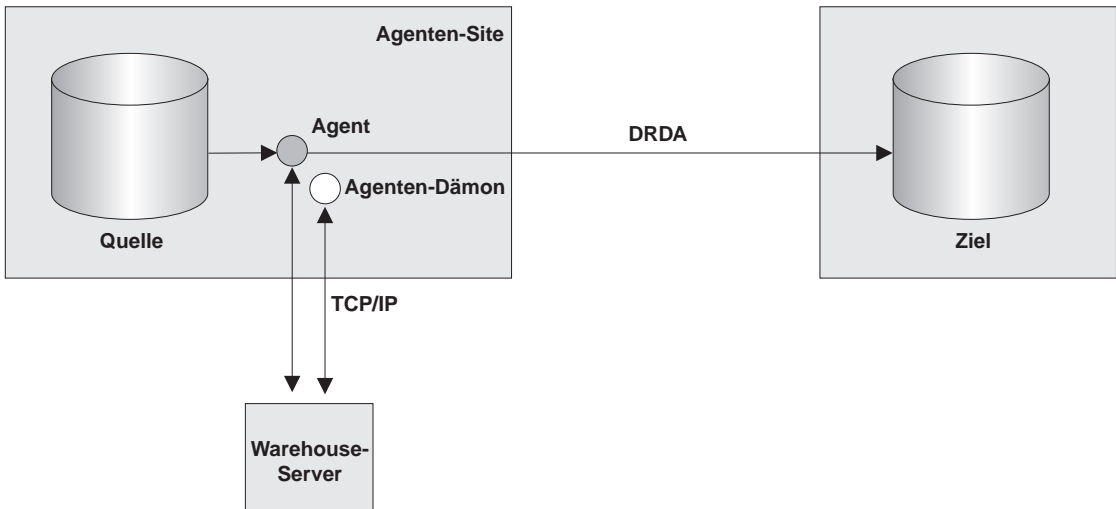 Agenten-Site
Agent
DRDA
Agenten-Dämon
Quelle
Ziel
TCP/IP
Warehouse-
Server